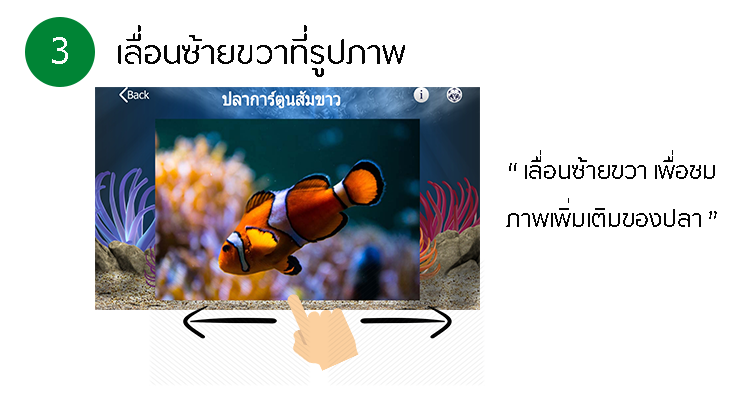 3
เลื่อนซ้ายขวาที่รูปภาพ
Back
ปลาการ์ตูนส้มขาว
i
“ เลื่อนซ้ายขวา เพื่อชม
ภาพเพิ่มเติมของปลา ”